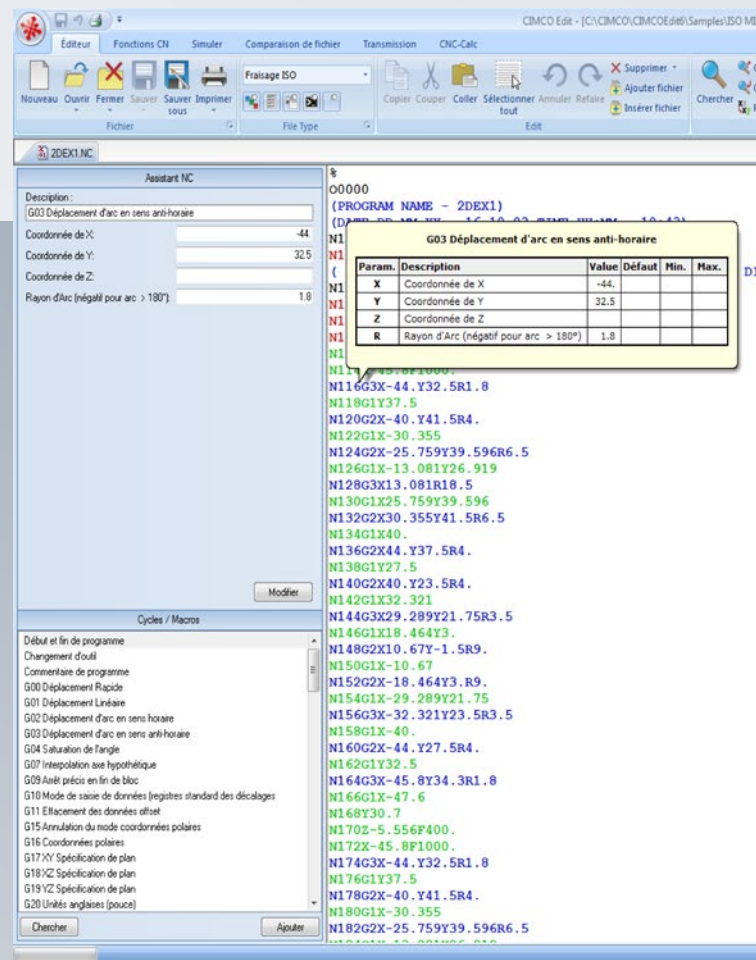 CIMCO Edit - [C:\CIMCO\CIMCOEdit6\Samples\ISO MI
Éditeur Fonctions CN Simuler Comparaison de fichier Transmission CNC-Calc
Nouveau Ouvrir Fermer Sauver Sauver sous Imprimer
Fraisage ISO
Copier Couper Coller Sélectionner tout Annuler Refaire
Supprimer
Ajouter fichier
Insérer fichier
Chercher
Fichier File Type Edit
2DEX1.NC
Assistant NC
Description :
G03 Déplacement d'arc en sens anti-horaire
Coordonnée de X: -44.
Coordonnée de Y: 32.5
Coordonnée de Z:
Rayon d'Arc (négatif pour arc > 180°): 1.8
Modifier
Cycles / Macros
Début et fin de programme
Changement d'outil
Commentaire de programme
G00 Déplacement Rapide
G01 Déplacement Linéaire
G02 Déplacement d'arc en sens horaire
G03 Déplacement d'arc en sens anti-horaire
G04 Saturation de l'angle
G07 Interpolation axe hypothétique
G09 Arrêt précis en fin de bloc
G10 Mode de saisie de données (registres standard des décalages
G11 Effacement des données offset
G15 Annulation du mode coordonnées polaires
G16 Coordonnées polaires
G17 XY Spécification de plan
G18 XZ Spécification de plan
G19 YZ Spécification de plan
G20 Unités anglaises (pouce)
Chercher Ajouter
%
O0000
(PROGRAM NAME - 2DEX1)
G03 Déplacement d'arc en sens anti-horaire
Param. Description Value Défaut Min. Max.
X Coordonnée de X -44.
Y Coordonnée de Y 32.5
Z Coordonnée de Z
R Rayon d'Arc (négatif pour arc > 180°) 1.8
N116G3X-44.Y32.5R1.8
N118G1Y37.5
N120G2X-40.Y41.5R4.
N122G1X-30.355
N124G2X-25.759Y39.596R6.5
N126G1X-13.081Y26.919
N128G3X13.081R18.5
N130G1X25.759Y39.596
N132G2X30.355Y41.5R6.5
N134G1X40.
N136G2X44.Y37.5R4.
N138G1Y27.5
N140G2X40.Y23.5R4.
N142G1X32.321
N144G3X29.289Y21.75R3.5
N146G1X18.464Y3.
N148G2X10.67Y-1.5R9.
N150G1X-10.67
N152G2X-18.464Y3.R9.
N154G1X-29.289Y21.75
N156G3X-32.321Y23.5R3.5
N158G1X-40.
N160G2X-44.Y27.5R4.
N162G1Y32.5
N164G3X-45.8Y34.3R1.8
N166G1X-47.6
N168Y30.7
N170Z-5.556F400.
N172X-45.8F1000.
N174G3X-44.Y32.5R1.8
N176G1Y37.5
N178G2X-40.Y41.5R4.
N180G1X-30.355
N182G2X-25.759Y39.596R6.5